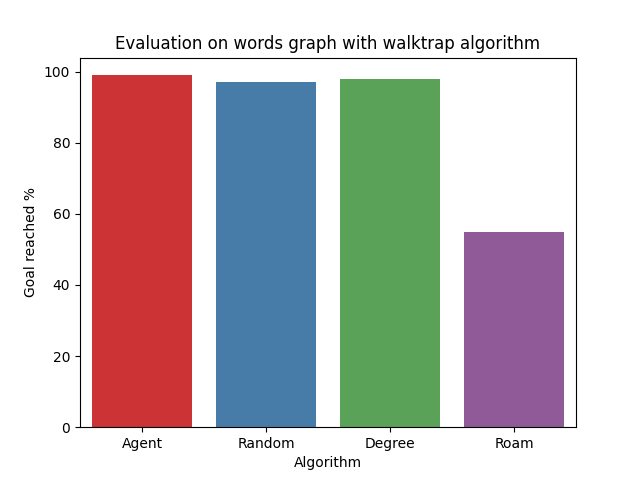 Evaluation on words graph with walktrap algorithm
100
80
60
40
20
0
Goal reached %
Agent Random Degree Roam
Algorithm